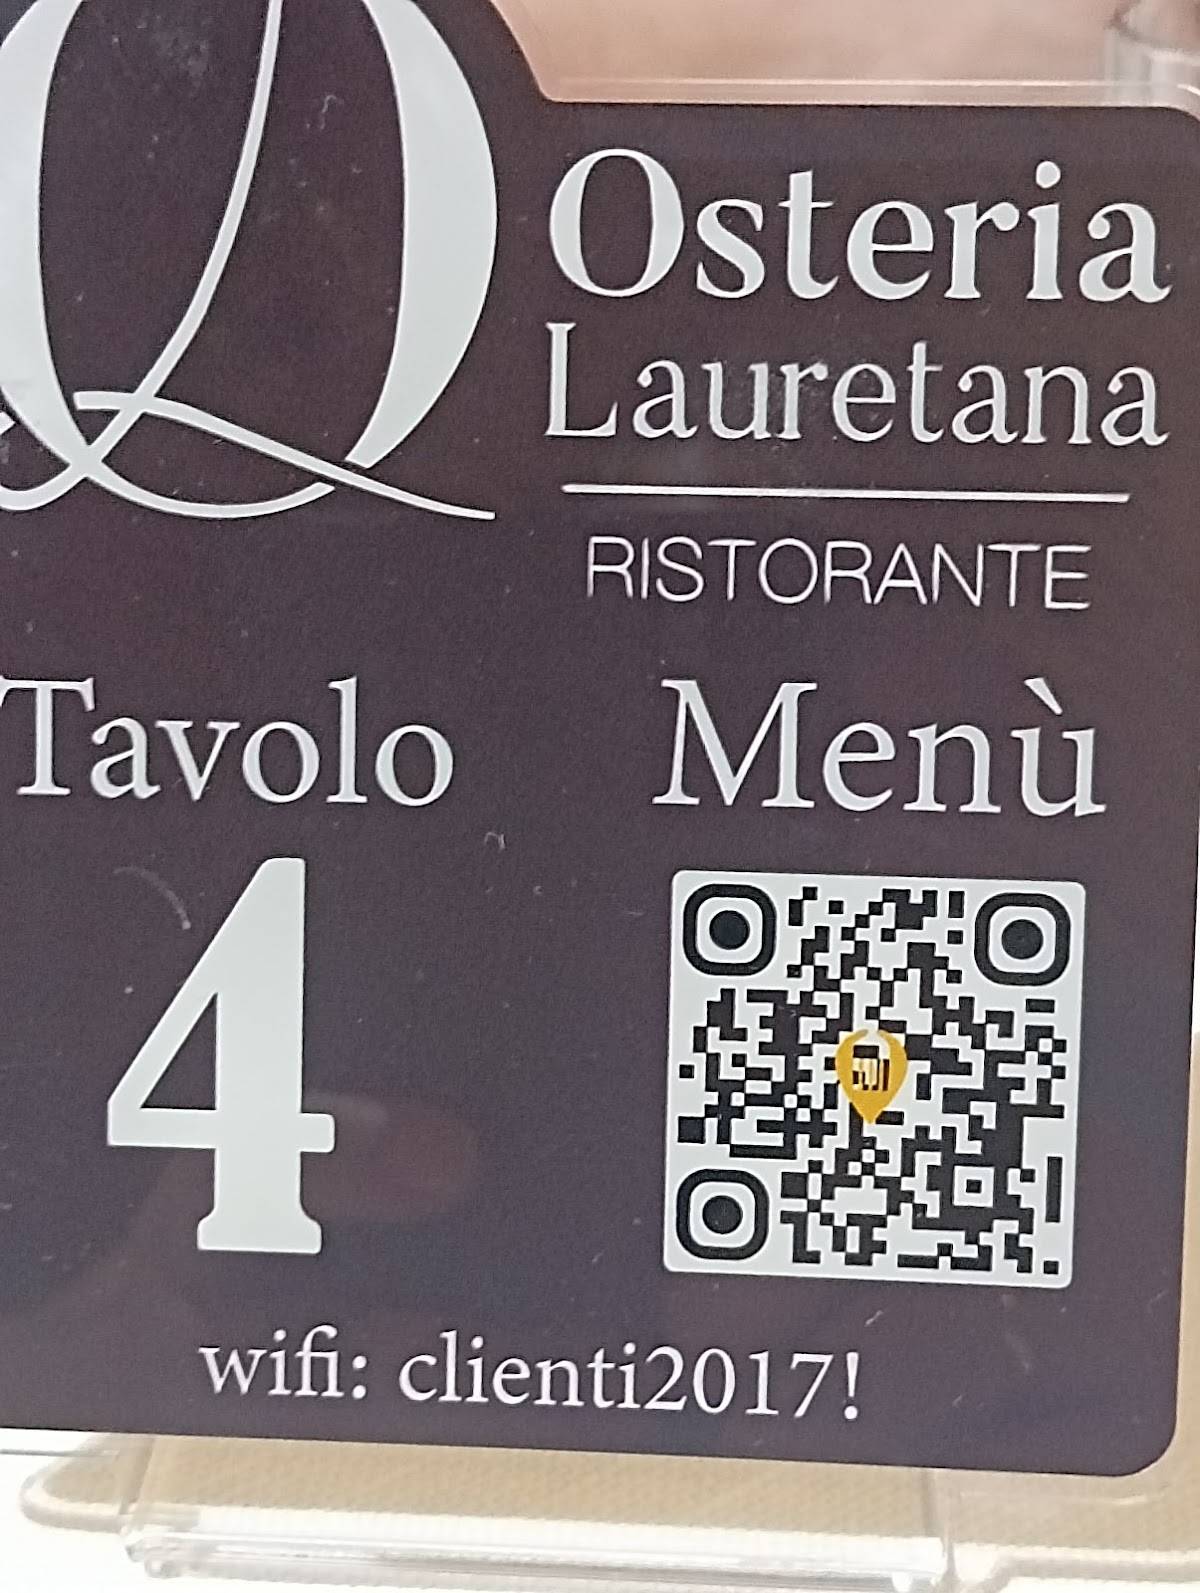 Osteria
Lauretana
RISTORANTE
Tavolo
4
Menù
wifi: clienti2017!